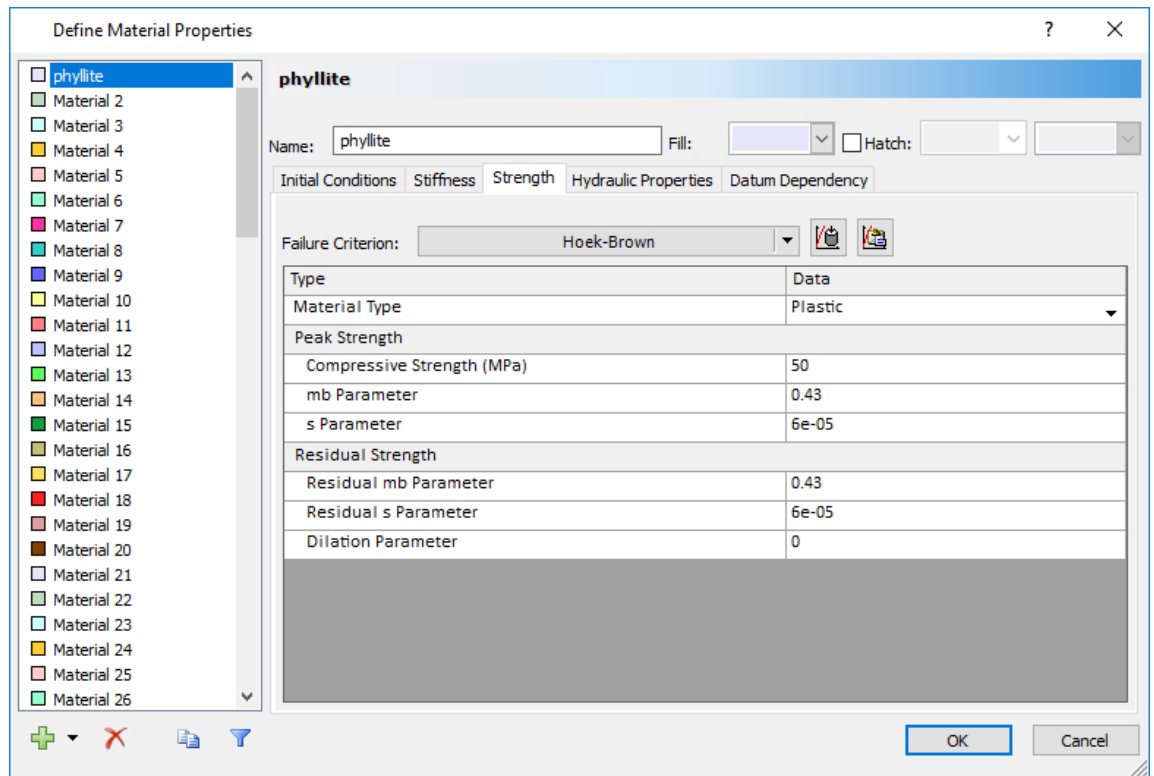 Define Material Properties
?
phyllite
Material 2
Material 3
Material 4
Material 5
Material 6
Material 7
Material 8
Material 9
Material 10
Material 11
Material 12
Material 13
Material 14
Material 15
Material 16
Material 17
Material 18
Material 19
Material 20
Material 21
Material 22
Material 23
Material 24
Material 25
Material 26
phyllite
Name: phyllite Fill: Hatch:
Initial Conditions Stiffness Strength Hydraulic Properties Datum Dependency
Failure Criterion: Hoek-Brown
Type Data
Material Type Plastic
Peak Strength
Compressive Strength (MPa) 50
mb Parameter 0.43
s Parameter 6e-05
Residual Strength
Residual mb Parameter 0.43
Residual s Parameter 6e-05
Dilation Parameter 0
OK Cancel